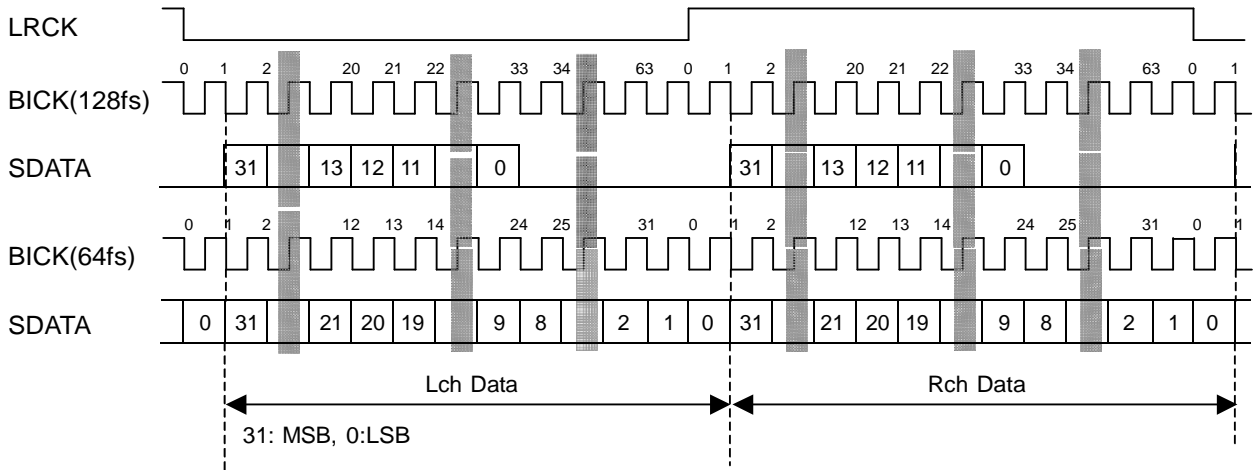 LRCK
0 1 2 20 21 22 33 34 63 0 1 2 20 21 22 33 34 63 0 1
BICK(128fs)
SDATA 31 13 12 11 0 31 13 12 11 0
0 1 2 12 13 14 24 25 31 0 1 2 12 13 14 24 25 31 0 1
BICK(64fs)
SDATA 0 31 21 20 19 9 8 2 1 0 31 21 20 19 9 8 2 1 0
Lch Data Rch Data
31: MSB, 0:LSB